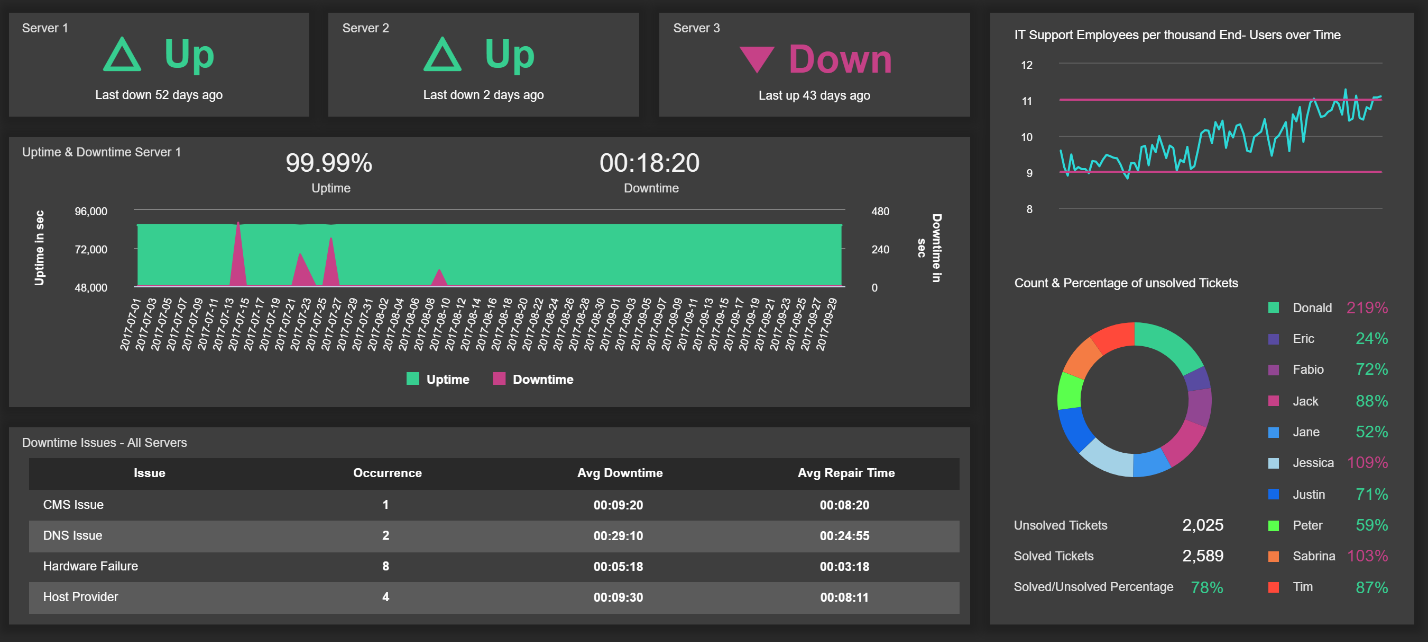 Server 1
Up
Last down 52 days ago
Server 2
Up
Last down 2 days ago
Server 3
Down
Last up 43 days ago
Uptime & Downtime Server 1
99.99%
Uptime
00:18:20
Downtime
Uptime in sec
96,000
72,000
48,000
480
240
0
Downtime in
sec
2017-07-01
2017-07-03
2017-07-05
2017-07-07
2017-07-09
2017-07-11
2017-07-13
2017-07-15
2017-07-17
2017-07-19
2017-07-21
2017-07-23
2017-07-25
2017-07-27
2017-07-29
2017-07-31
2017-08-02
2017-08-04
2017-08-06
2017-08-08
2017-08-10
2017-08-12
2017-08-14
2017-08-16
2017-08-18
2017-08-20
2017-08-22
2017-08-24
2017-08-26
2017-08-28
2017-08-30
2017-09-01
2017-09-03
2017-09-05
2017-09-07
2017-09-09
2017-09-11
2017-09-13
2017-09-15
2017-09-17
2017-09-19
2017-09-21
2017-09-23
2017-09-25
2017-09-27
2017-09-29
Uptime
Downtime
Downtime Issues - All Servers
Issue Occurrence Avg Downtime Avg Repair Time
CMS Issue 1 00:09:20 00:08:20
DNS Issue 2 00:29:10 00:24:55
Hardware Failure 8 00:05:18 00:03:18
Host Provider 4 00:09:30 00:08:11
IT Support Employees per thousand End- Users over Time
12
11
10
9
8
Count & Percentage of unsolved Tickets
Donald 219%
Eric 24%
Fabio 72%
Jack 88%
Jane 52%
Jessica 109%
Justin 71%
Peter 59%
Sabrina 103%
Tim 87%
Unsolved Tickets 2,025
Solved Tickets 2,589
Solved/Unsolved Percentage 78%